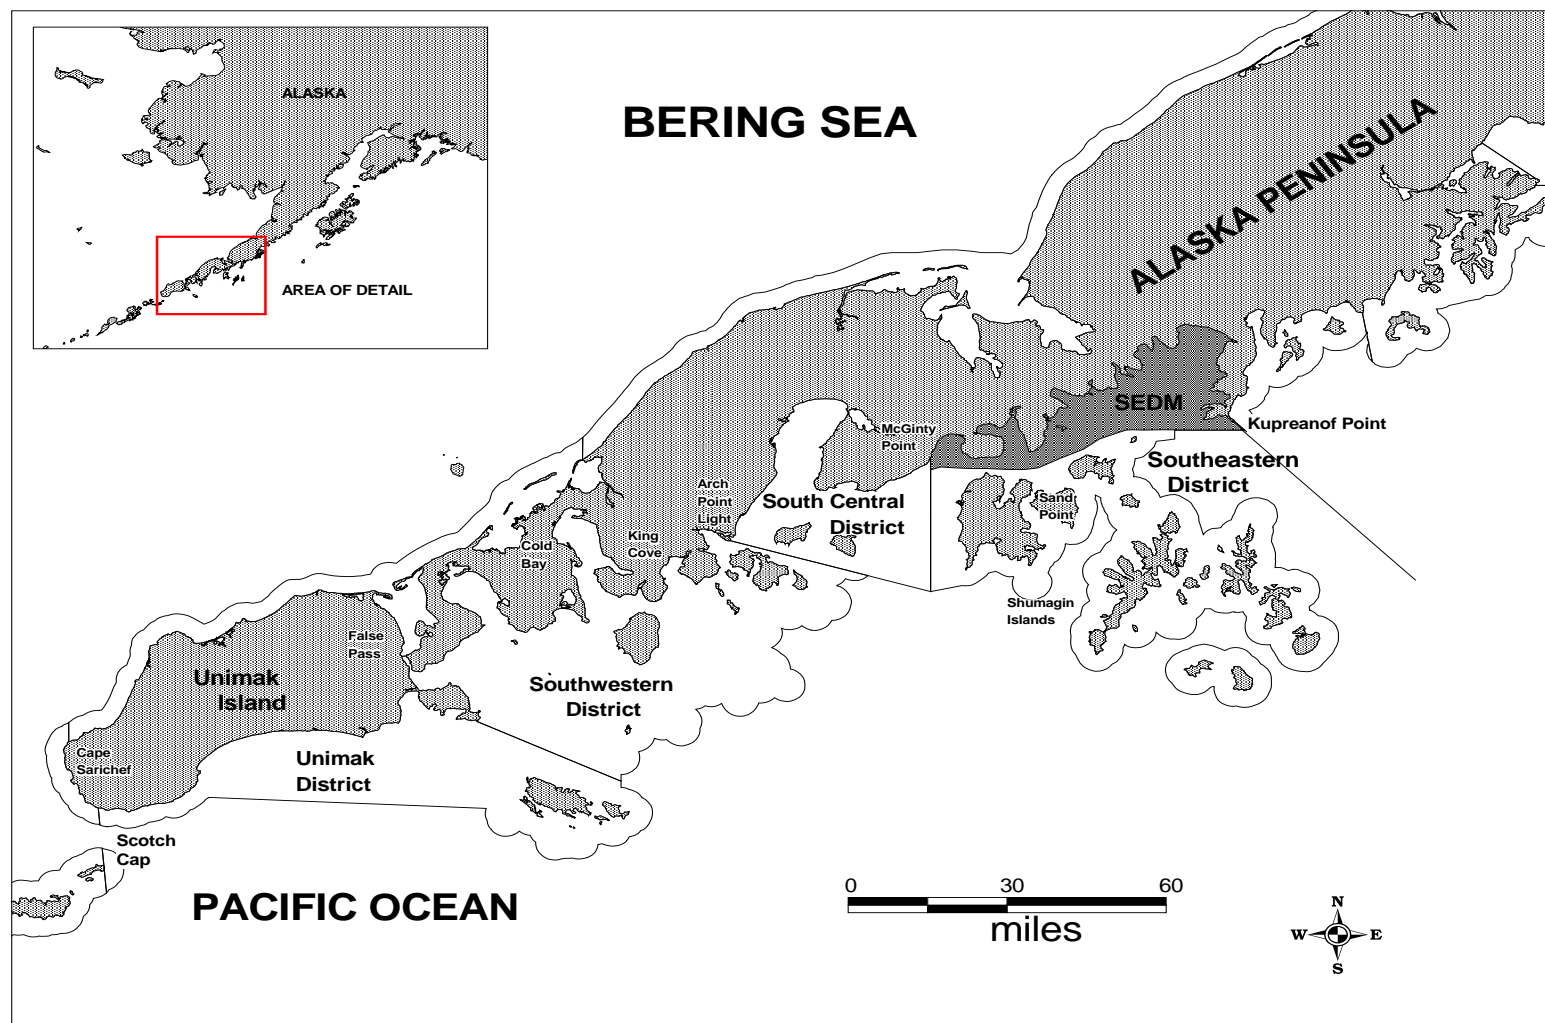 ALASKA
AREA OF DETAIL
BERING SEA
ALASKA PENINSULA
SEDM
Kupreanof Point
McGinty
Point
Southeastern
District
Arch
Point
Light
South Central
District
Sand
Point
King
Cove
Cold
Bay
Shumagin
Islands
False
Pass
Unimak
Island
Southwestern
District
Cape
Sarichef
Unimak
District
Scotch
Cap
PACIFIC OCEAN
0 30 60
miles
N
W E
S